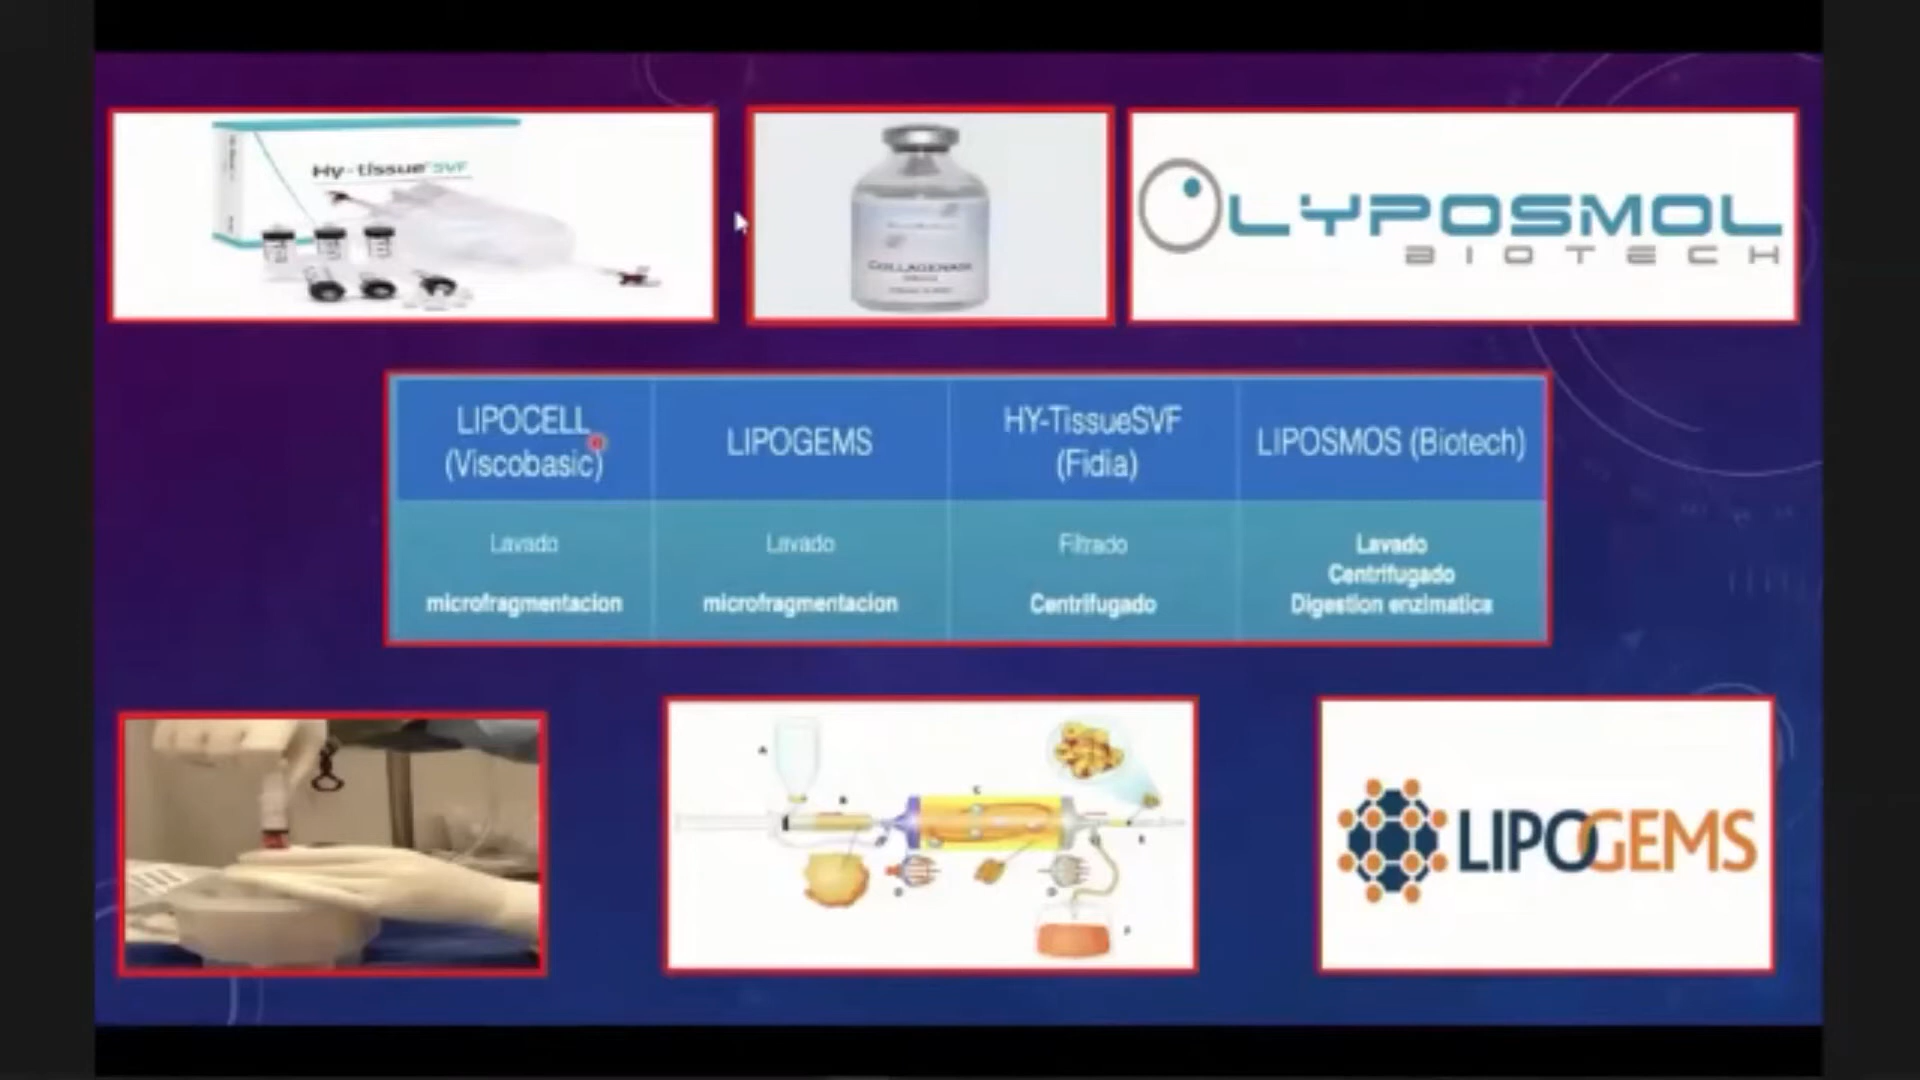 Hy-tissue SVF
COLLAGENASE
OLYPOSMOL
BIOTECH
LIPOCELL
(Viscobasic)
LIPOGEMS
HY-TissueSVF
(Fidia)
LIPOSMOS (Biotech)
Lavado
microfragmentacion
Lavado
microfragmentacion
Filtrado
Centrifugado
Lavado
Centrifugado
Digestion enzimatica
A
B
C
LIPOGEMS